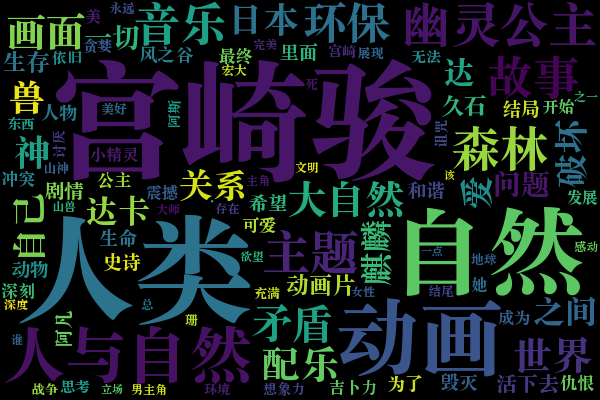 画面
一切
美
永远
音乐
日本
环保
幽灵公主
生存
依旧
贪婪
风之谷
最终
里面
完美
宫崎
展现
无法
达
故事
宏大
兽
人物
美好
宫崎骏
死
久石
结局
开始
之一
东西
神
讨厌
小精灵
诅咒
森林
破坏
山神
冲突
公主
文明
该
剧情
震撼
关系
主角
大自然
和谐
爱
问题
发展
山兽
达卡
大师
存在
希望
自己
人类
生命
可爱
主题
麒麟
自然
一点
感动
动物
史诗
欲望
地球
深刻
充满
动画片
女性
结尾
她
深度
总
珊
矛盾
动画
成为
之间
谁
阿凡
人与自然
配乐
世界
战争
思考
立场
男主角
环境
想象力
吉卜力
为了
毁灭
活下去
仇恨